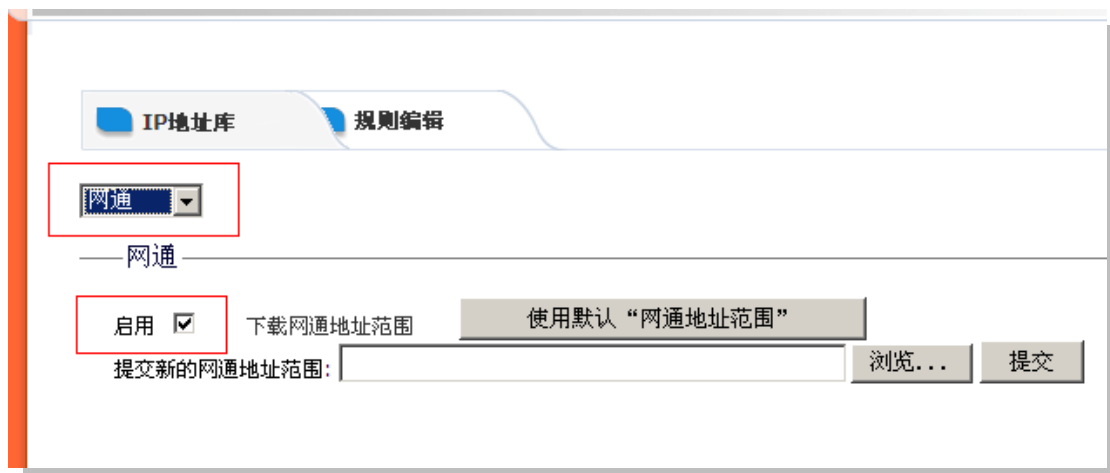 IP地址库 规则编辑
网通
网通
启用 下载网通地址范围 使用默认“网通地址范围”
提交新的网通地址范围: 浏览... 提交